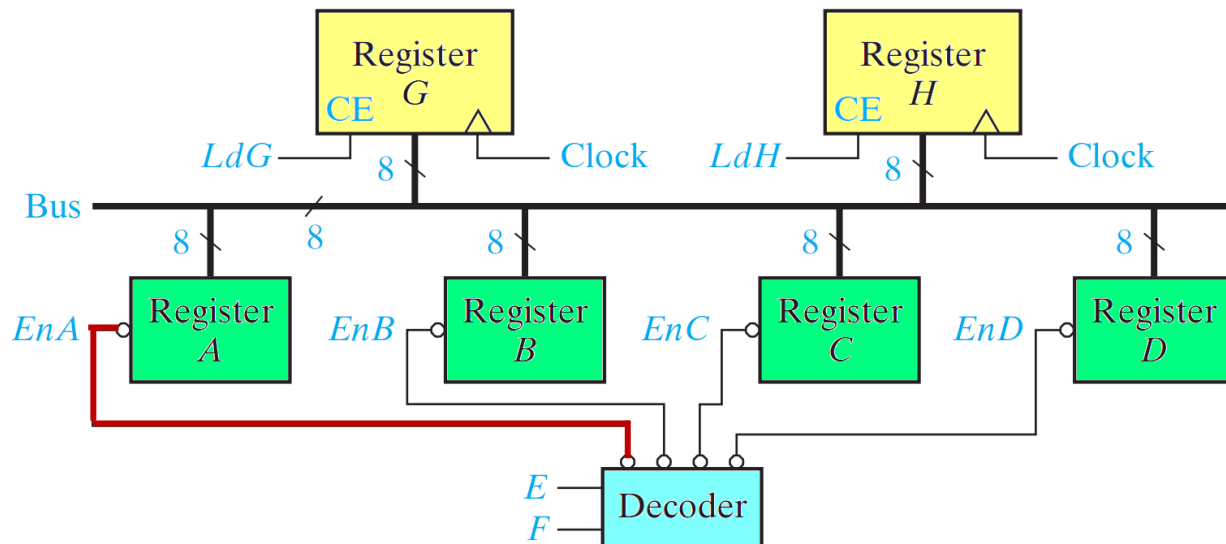 Register
G
CE
LdG
8
Clock
Register
H
CE
LdH
8
Clock
Bus
8
8
8
8
8
EnA
Register
A
EnB
Register
B
EnC
Register
C
EnD
Register
D
E
F
Decoder